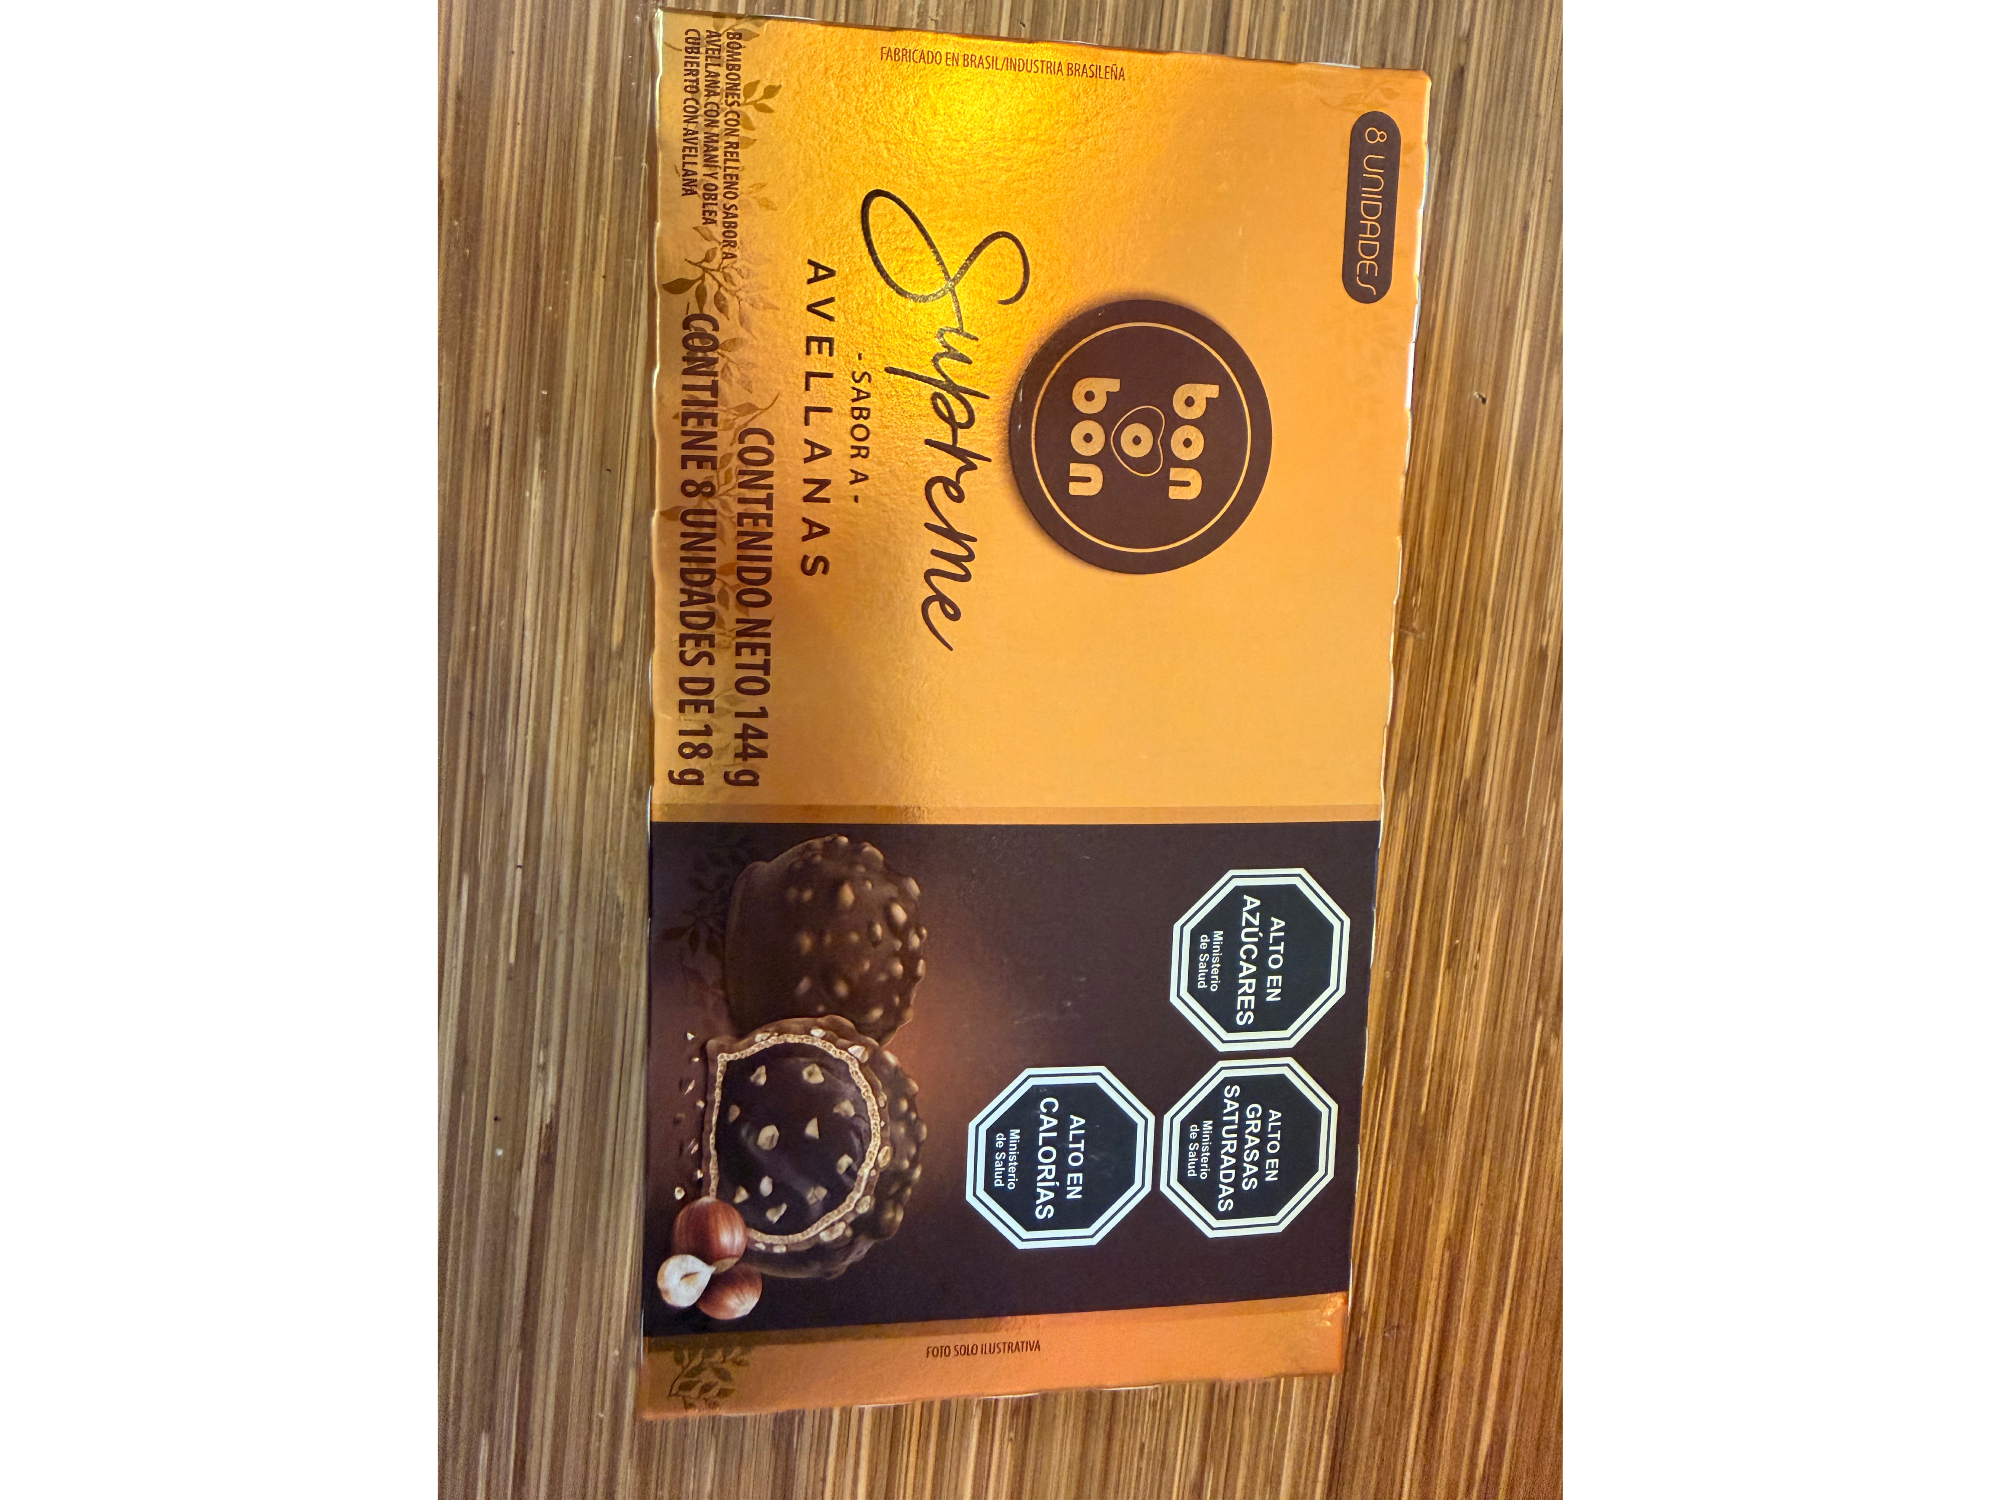 8 UNIDADES
FABRICADO EN BRASIL/INDUSTRIA BRASILEÑA
bon
o
bon
Supreme
- SABOR A -
AVELLANAS
BOMBONES CON RELLENO SABOR A
AVELLANA CON MANÍ Y OBLEA
CUBIERTO CON AVELLANA
CONTENIDO NETO 144 g
CONTIENE 8 UNIDADES DE 18 g
ALTO EN
AZÚCARES
Ministerio
de Salud
ALTO EN
GRASAS
SATURADAS
Ministerio
de Salud
ALTO EN
CALORÍAS
Ministerio
de Salud
FOTO SOLO ILUSTRATIVA